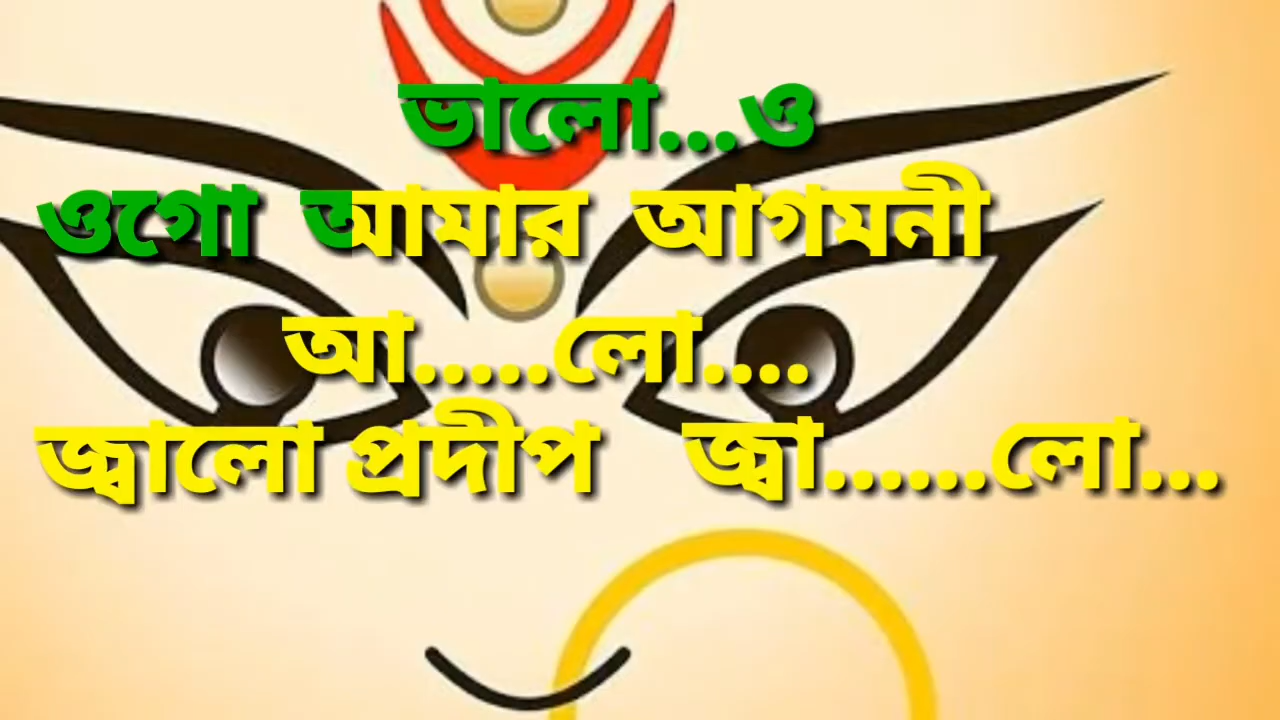 ভালো...ও
ওগো আমার আগমনী
আ.....লো....
জ্বালো প্রদীপ জ্বা......লো...